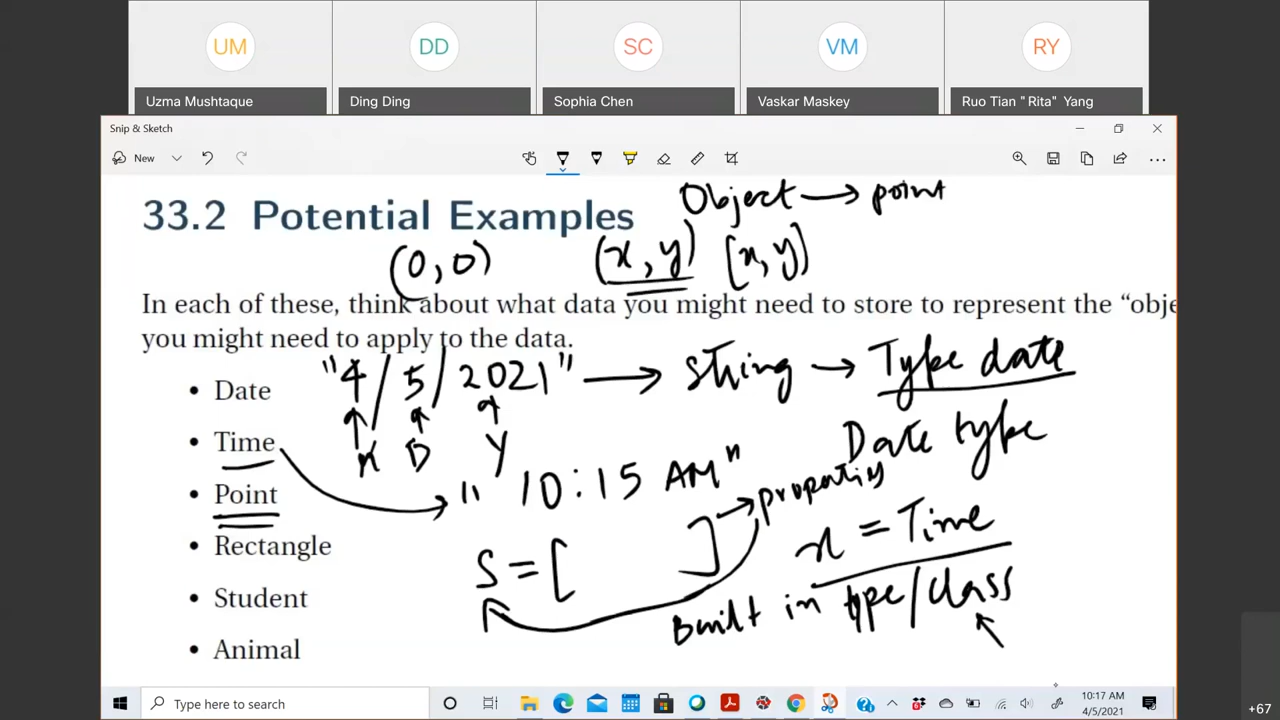 UM DD SC VM RY
Uzma Mushtaque Ding Ding Sophia Chen Vaskar Maskey Ruo Tian " Rita" Yang
Snip & Sketch
New
Object → point
33.2 Potential Examples
(0,0) (x,y) [x,y]
In each of these, think about what data you might need to store to represent the “obje
you might need to apply to the data.
"4/5/2021" → string → Type date
• Date
M D Y Date type
• Time
" 10:15 AM"
• Point
x = Time
• Rectangle
s = [ ]
Built in type/class
• Student
• Animal
Type here to search
10:17 AM
4/5/2021
+67